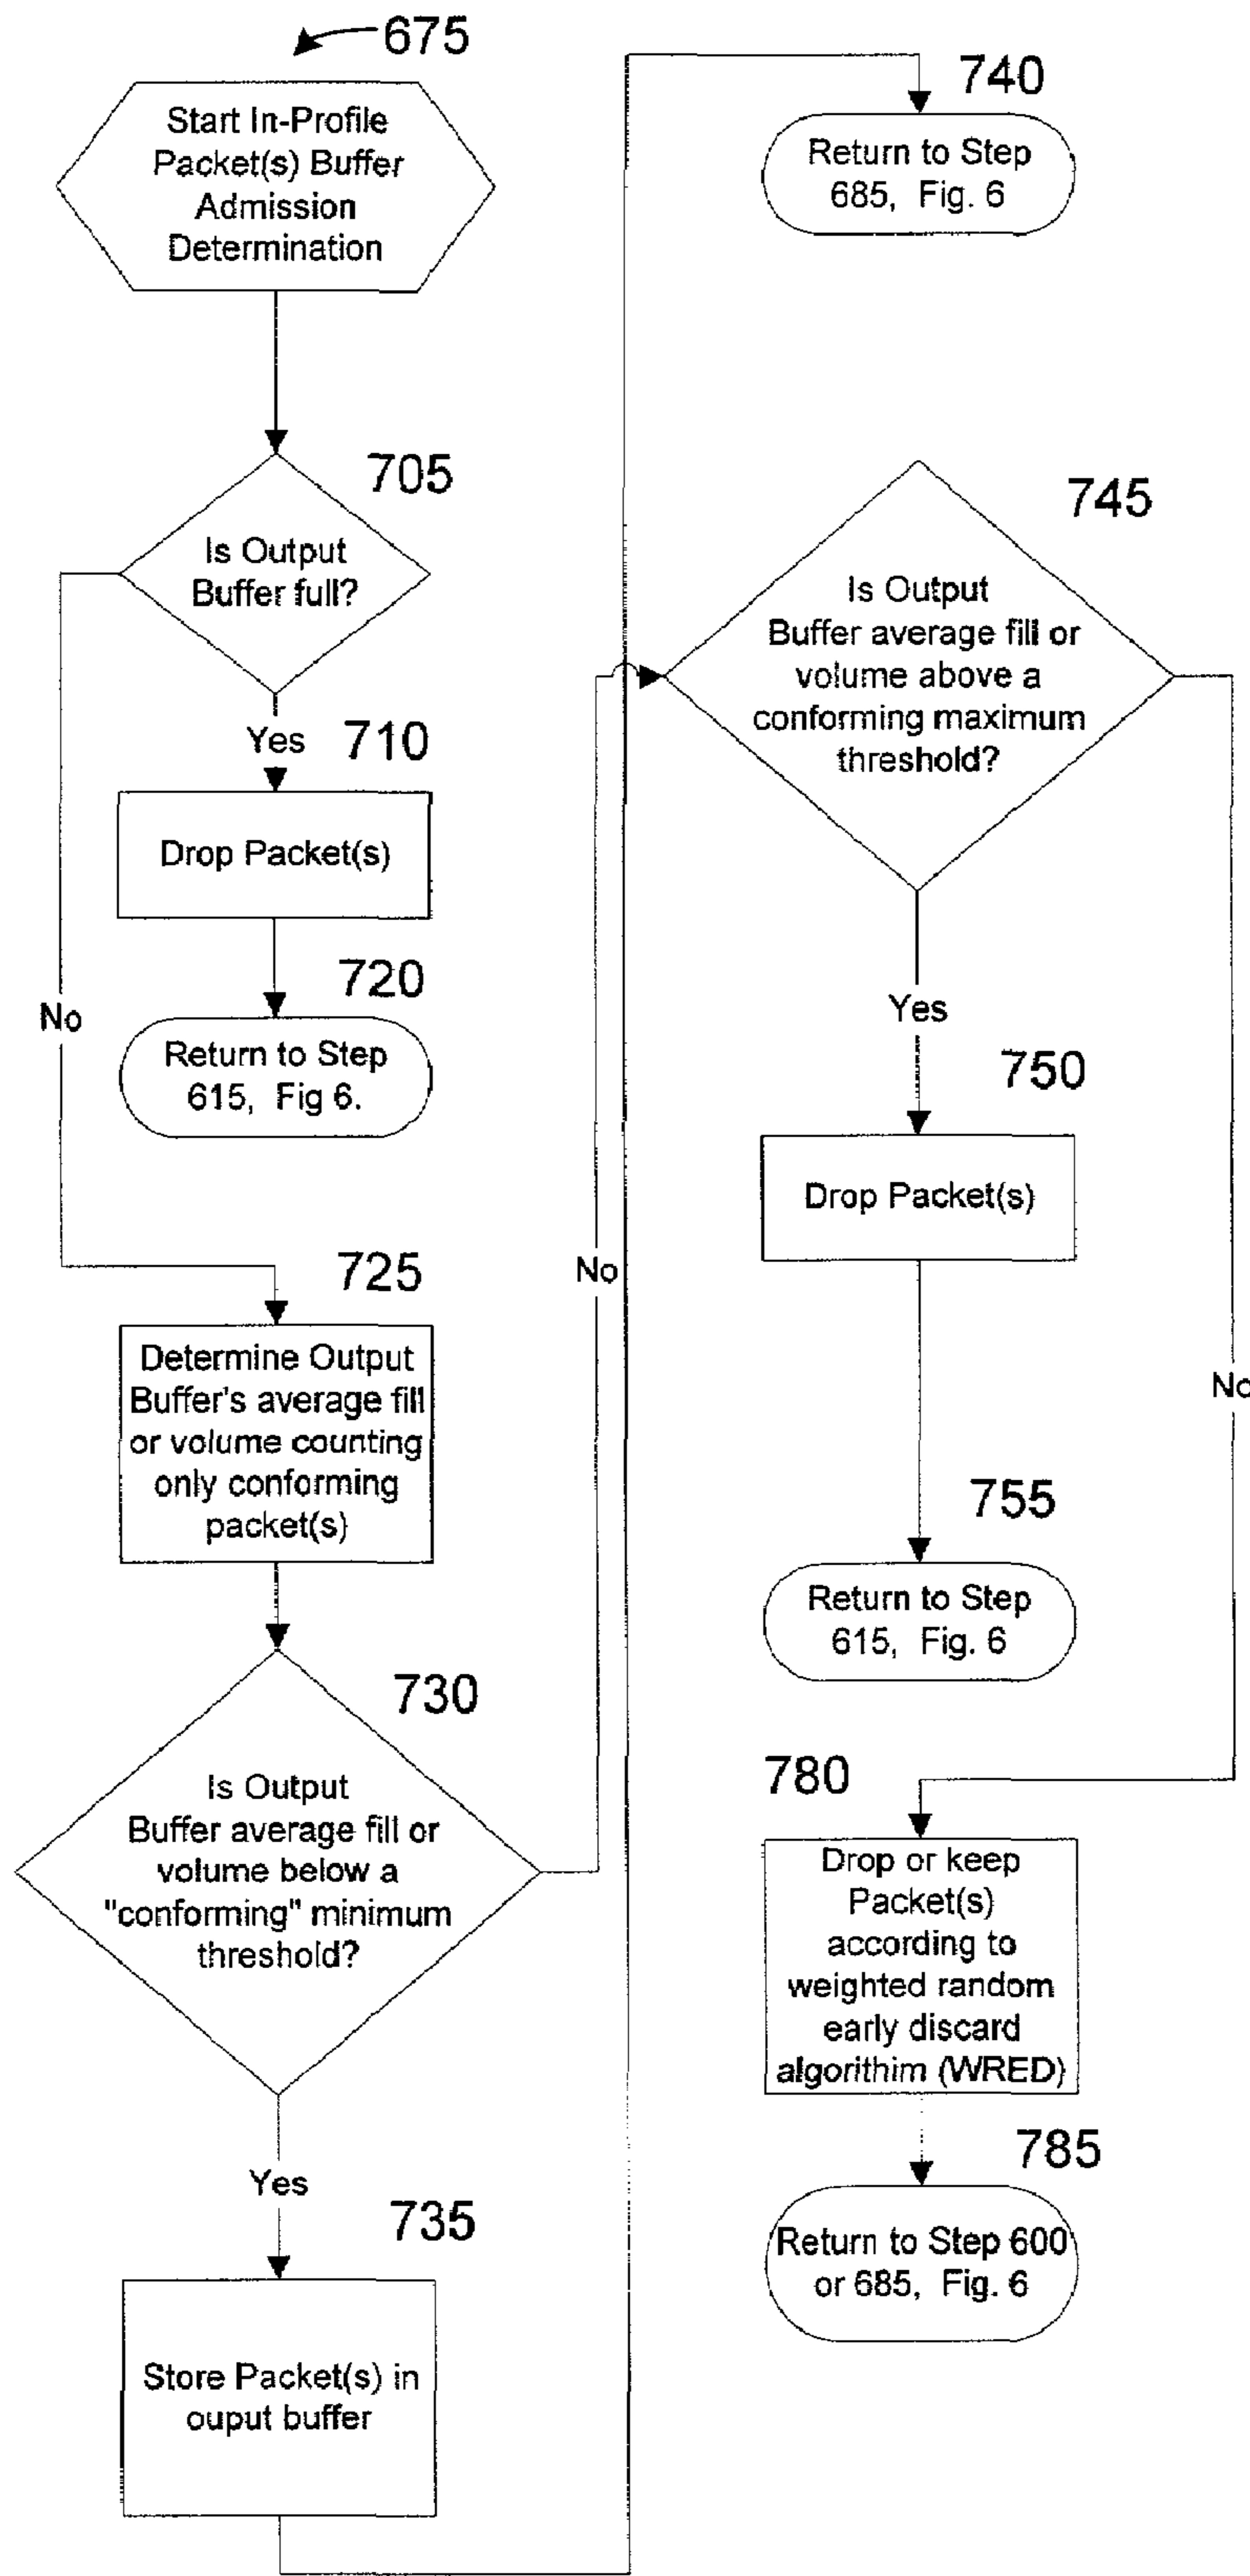 675
Start In-Profile
Packet(s) Buffer
Admission
Determination
705
Is Output
Buffer full?
Yes
710
Drop Packet(s)
720
Return to Step
615, Fig 6.
No
725
Determine Output
Buffer's average fill
or volume counting
only conforming
packet(s)
730
Is Output
Buffer average fill or
volume below a
"conforming" minimum
threshold?
No
Yes
735
Store Packet(s) in
ouput buffer
740
Return to Step
685, Fig. 6
745
Is Output
Buffer average fill or
volume above a
conforming maximum
threshold?
Yes
750
Drop Packet(s)
755
Return to Step
615, Fig. 6
No
780
Drop or keep
Packet(s)
according to
weighted random
early discard
algorithim (WRED)
785
Return to Step 600
or 685, Fig. 6